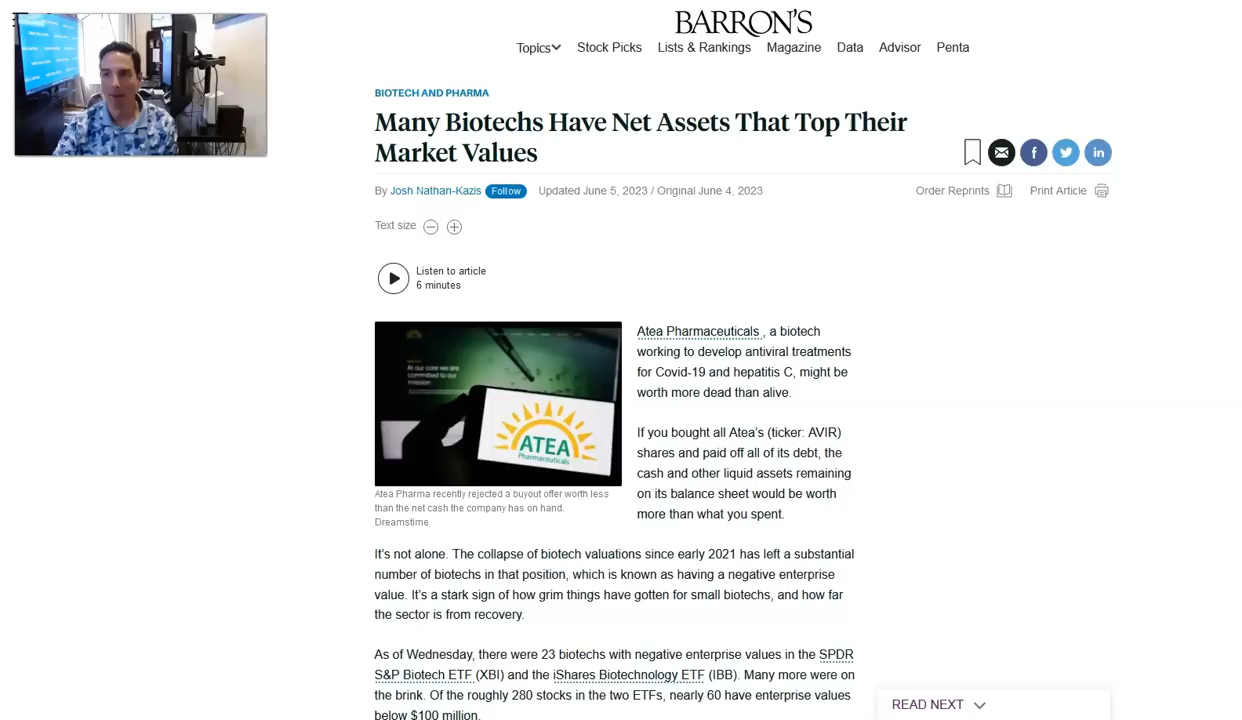 BARRON'S
Topics Stock Picks Lists & Rankings Magazine Data Advisor Penta
BIOTECH AND PHARMA
Many Biotechs Have Net Assets That Top Their
Market Values
By Josh Nathan-Kazis Follow Updated June 5, 2023 / Original June 4, 2023
Order Reprints Print Article
Text size
Listen to article
6 minutes
At our core we are
committed to our
mission
ATEA
Pharmaceuticals
Atea Pharma recently rejected a buyout offer worth less
than the net cash the company has on hand.
Dreamstime
Atea Pharmaceuticals , a biotech
working to develop antiviral treatments
for Covid-19 and hepatitis C, might be
worth more dead than alive.
If you bought all Atea's (ticker: AVIR)
shares and paid off all of its debt, the
cash and other liquid assets remaining
on its balance sheet would be worth
more than what you spent.
It's not alone. The collapse of biotech valuations since early 2021 has left a substantial
number of biotechs in that position, which is known as having a negative enterprise
value. It's a stark sign of how grim things have gotten for small biotechs, and how far
the sector is from recovery.
As of Wednesday, there were 23 biotechs with negative enterprise values in the SPDR
S&P Biotech ETF (XBI) and the iShares Biotechnology ETF (IBB). Many more were on
the brink. Of the roughly 280 stocks in the two ETFs, nearly 60 have enterprise values
below $100 million.
READ NEXT